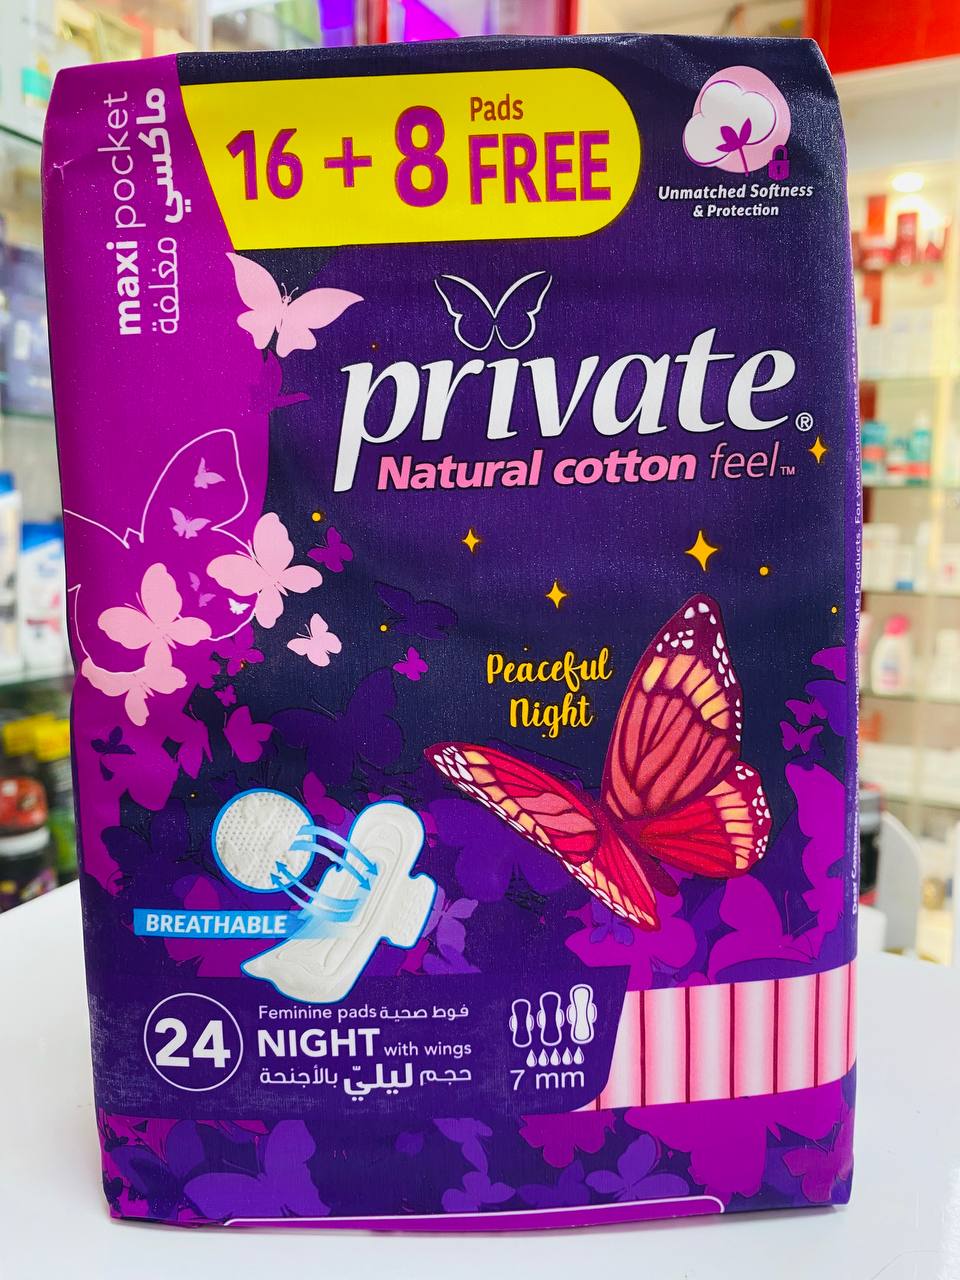 maxi pocket
ماكسي مغلفة
16 + 8 Pads FREE
Unmatched Softness
& Protection
private®
Natural cotton feel™
Peaceful
Night
BREATHABLE
24
Feminine pads فوط صحية
NIGHT with wings
حجم ليليّ بالأجنحة
7 mm